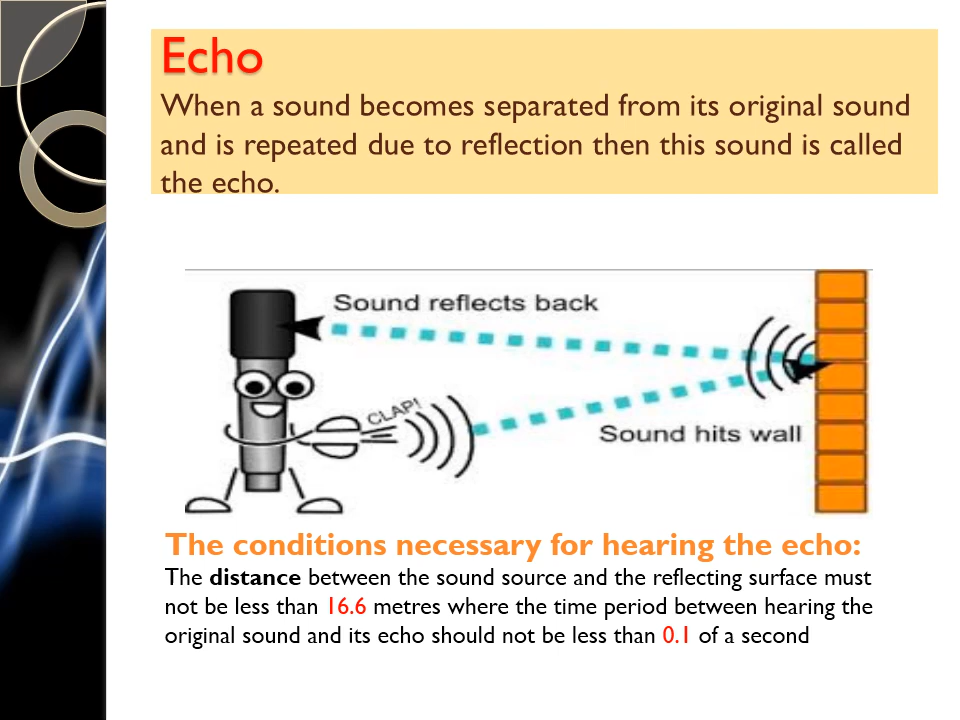 Echo
When a sound becomes separated from its original sound
and is repeated due to reflection then this sound is called
the echo.
Sound reflects back
CLAP!
Sound hits wall
The conditions necessary for hearing the echo:
The distance between the sound source and the reflecting surface must
not be less than 16.6 metres where the time period between hearing the
original sound and its echo should not be less than 0.1 of a second